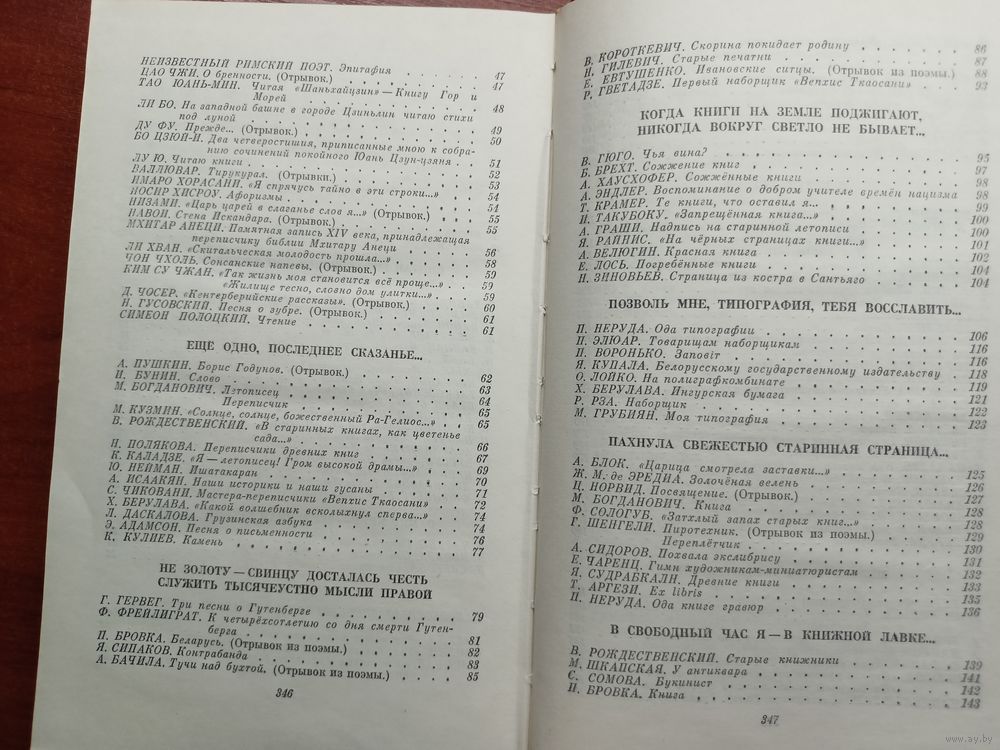 НЕИЗВЕСТНЫЙ РИМСКИЙ ПОЭТ. Эпитафия . . . . . 47
ЦАО ЧЖИ. О бренности. (Отрывок.) . . . . . 47
ТАО ЮАНЬ-МИН. Читая «Шаньхайцзин» — Книгу Гор и
Морей . . . . . 48
ЛИ БО. На западной башне в городе Цзиньлин читаю стихи
под луной . . . . . 49
ДУ ФУ. Прежде... (Отрывок.) . . . . . 50
БО ЦЗЮЙ-И. Два четверостишия, приписанные мною к собра-
нию сочинений покойного Юань Цзун-цзяня . . 51
ЛУ Ю. Читаю книги . . . . . 52
ВАЛЛЮВАР. Тирукурал. (Отрывки.) . . . . . 53
ИМАРО ХОРАСАНИ. «Я спрячусь тайно в эти строки...» . 54
НОСИР ХИСРОУ. Афоризмы . . . . . 54
НИЗАМИ. «Царь царей в слаганье слов я...» (Отрывок.) . . 54
НАВОИ. Стена Искандара. (Отрывок.) . . . . . 55
МХИТАР АНЕЦИ. Памятная запись XIV века, принадлежащая
переписчику библии Мхитару Анеци . . . 56
ЛИ ХВАН. «Скитальческая молодость прошла...» . . . 58
ЧОН ЧХОЛЬ. Сонсанские напевы. (Отрывок.) . . . . 59
КИМ СУ ЧЖАН. «Так жизнь моя становится всё проще...» . 59
«Жилище тесно, словно дом улитки...» . . 59
Д. ЧОСЕР. «Кентерберийские рассказы». (Отрывок.) . . . 60
Н. ГУСОВСКИЙ. Песня о зубре. (Отрывок.) . . . . 61
СИМЕОН ПОЛОЦКИЙ. Чтение . . . . . 61
ЕЩЕ ОДНО, ПОСЛЕДНЕЕ СКАЗАНЬЕ...
А. ПУШКИН. Борис Годунов. (Отрывок.) . . . . . 62
И. БУНИН. Слово . . . . . 63
М. БОГДАНОВИЧ. Летописец . . . . . 64
Переписчик . . . . . 65
М. КУЗМИН. «Солнце, солнце, божественный Ра-Гелиос...» . . 65
В. РОЖДЕСТВЕНСКИЙ. «В старинных книгах, как цветенье
сада...» . . . . . 66
Н. ПОЛЯКОВА. Переписчики древних книг . . . . . 67
К. КАЛАДЗЕ. «Я — летописец! Гром высокой драмы...» . . 69
Ю. НЕЙМАН. Ишатакаран . . . . . 70
А. ИСААКЯН. Наши историки и наши гусаны . . . . 71
С. ЧИКОВАНИ. Мастера-переписчики «Вепхис Ткаосани» . . 72
Х. БЕРУЛАВА. «Какой волшебник всколыхнул сперва...» . . 74
Л. ДАСКАЛОВА. Грузинская азбука . . . . . 74
Э. АДАМСОН. Песня о письменности . . . . . 76
К. КУЛИЕВ. Камень . . . . . 77
НЕ ЗОЛОТУ — СВИНЦУ ДОСТАЛАСЬ ЧЕСТЬ
СЛУЖИТЬ ТЫСЯЧЕУСТНО МЫСЛИ ПРАВОЙ
Г. ГЕРВЕГ. Три песни о Гутенберге . . . . . 79
Ф. ФРЕЙЛИГРАТ. К четырёхсотлетию со дня смерти Гутен-
берга . . . . . 81
П. БРОВКА. Беларусь. (Отрывок из поэмы.) . . . . . 82
Я. СИПАКОВ. Контрабанда . . . . . 83
А. БАЧИЛА. Тучи над бухтой. (Отрывок из поэмы.) . . . 85
346
В. КОРОТКЕВИЧ. Скорина покидает родину . . . . . 86
Н. ГИЛЕВИЧ. Старые печатни . . . . . 87
Е. ЕВТУШЕНКО. Ивановские ситцы. (Отрывок из поэмы.) . . 88
Р. ГВЕТАДЗЕ. Первый наборщик «Вепхис Ткаосани» . . . 93
КОГДА КНИГИ НА ЗЕМЛЕ ПОДЖИГАЮТ,
НИКОГДА ВОКРУГ СВЕТЛО НЕ БЫВАЕТ...
В. ГЮГО. Чья вина? . . . . . 95
Б. БРЕХТ. Сожжение книг . . . . . 97
А. ХАУСХОФЕР. Сожжённые книги . . . . . 98
А. ЭНДЛЕР. Воспоминание о добром учителе времён нацизма 98
Т. КРАМЕР. Те книги, что оставил я... . . . . . 99
И. ТАКУБОКУ. «Запрещённая книга...» . . . . . 100
А. ГРАШИ. Надпись на старинной летописи . . . . . 100
Я. РАЙНИС. «На чёрных страницах книги...» . . . . 101
А. ВЕЛЮГИН. Красная книга . . . . . 102
Е. ЛОСЬ. Погребённые книги . . . . . 104
Н. ЗИНОВЬЕВ. Страница из костра в Сантьяго . . . . 104
ПОЗВОЛЬ МНЕ, ТИПОГРАФИЯ, ТЕБЯ ВОССЛАВИТЬ...
П. НЕРУДА. Ода типографии . . . . . 106
П. ЭЛЮАР. Товарищам наборщикам . . . . . 116
П. ВОРОНЬКО. Заповіт . . . . . 116
Я. КУПАЛА. Белорусскому государственному издательству . 118
О. ЛОЙКО. На полиграфкомбинате . . . . . 119
Х. БЕРУЛАВА. Ингурская бумага . . . . . 121
Р. РЗА. Наборщик . . . . . 122
М. ГРУБИЯН. Моя типография . . . . . 123
ПАХНУЛА СВЕЖЕСТЬЮ СТАРИННАЯ СТРАНИЦА...
А. БЛОК. «Царица смотрела заставки...» . . . . . 125
Ж. М. де ЭРЕДИА. Золочёная велень . . . . . 126
Ц. НОРВИД. Посвящение. (Отрывок.) . . . . . 127
М. БОГДАНОВИЧ. Книга . . . . . 128
Ф. СОЛОГУБ. «Затхлый запах старых книг...» . . . . 128
Г. ШЕНГЕЛИ. Пиротехник. (Отрывок из поэмы.) . . . . 129
Переплётчик . . . . . 130
А. СИДОРОВ. Похвала экслибрису . . . . . 131
Е. ЧАРЕНЦ. Гимн художникам-миниатюристам . . . . 132
Я. СУДРАБКАЛН. Древние книги . . . . . 133
Т. АРГЕЗИ. Ex libris . . . . . 135
П. НЕРУДА. Ода книге гравюр . . . . . 136
В СВОБОДНЫЙ ЧАС Я — В КНИЖНОЙ ЛАВКЕ...
В. РОЖДЕСТВЕНСКИЙ. Старые книжники . . . . . 139
М. ШКАПСКАЯ. У антиквара . . . . . 141
С. СОМОВА. Букинист . . . . . 142
П. БРОВКА. Книга . . . . . 143
347
www.ay.by